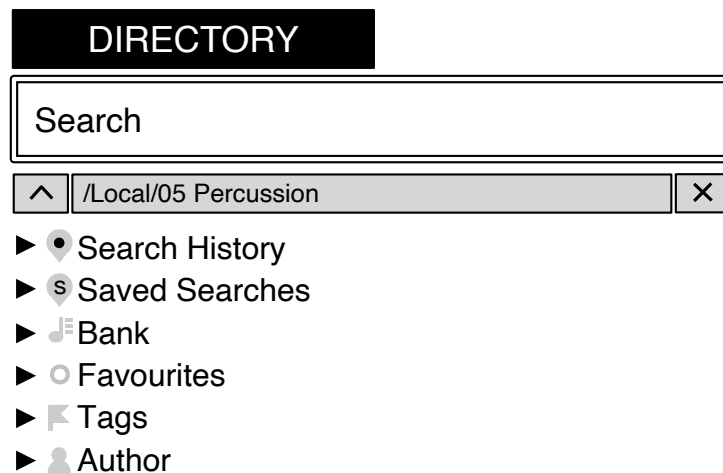 DIRECTORY
Search
/Local/05 Percussion
Search History
S Saved Searches
Bank
Favourites
Tags
Author